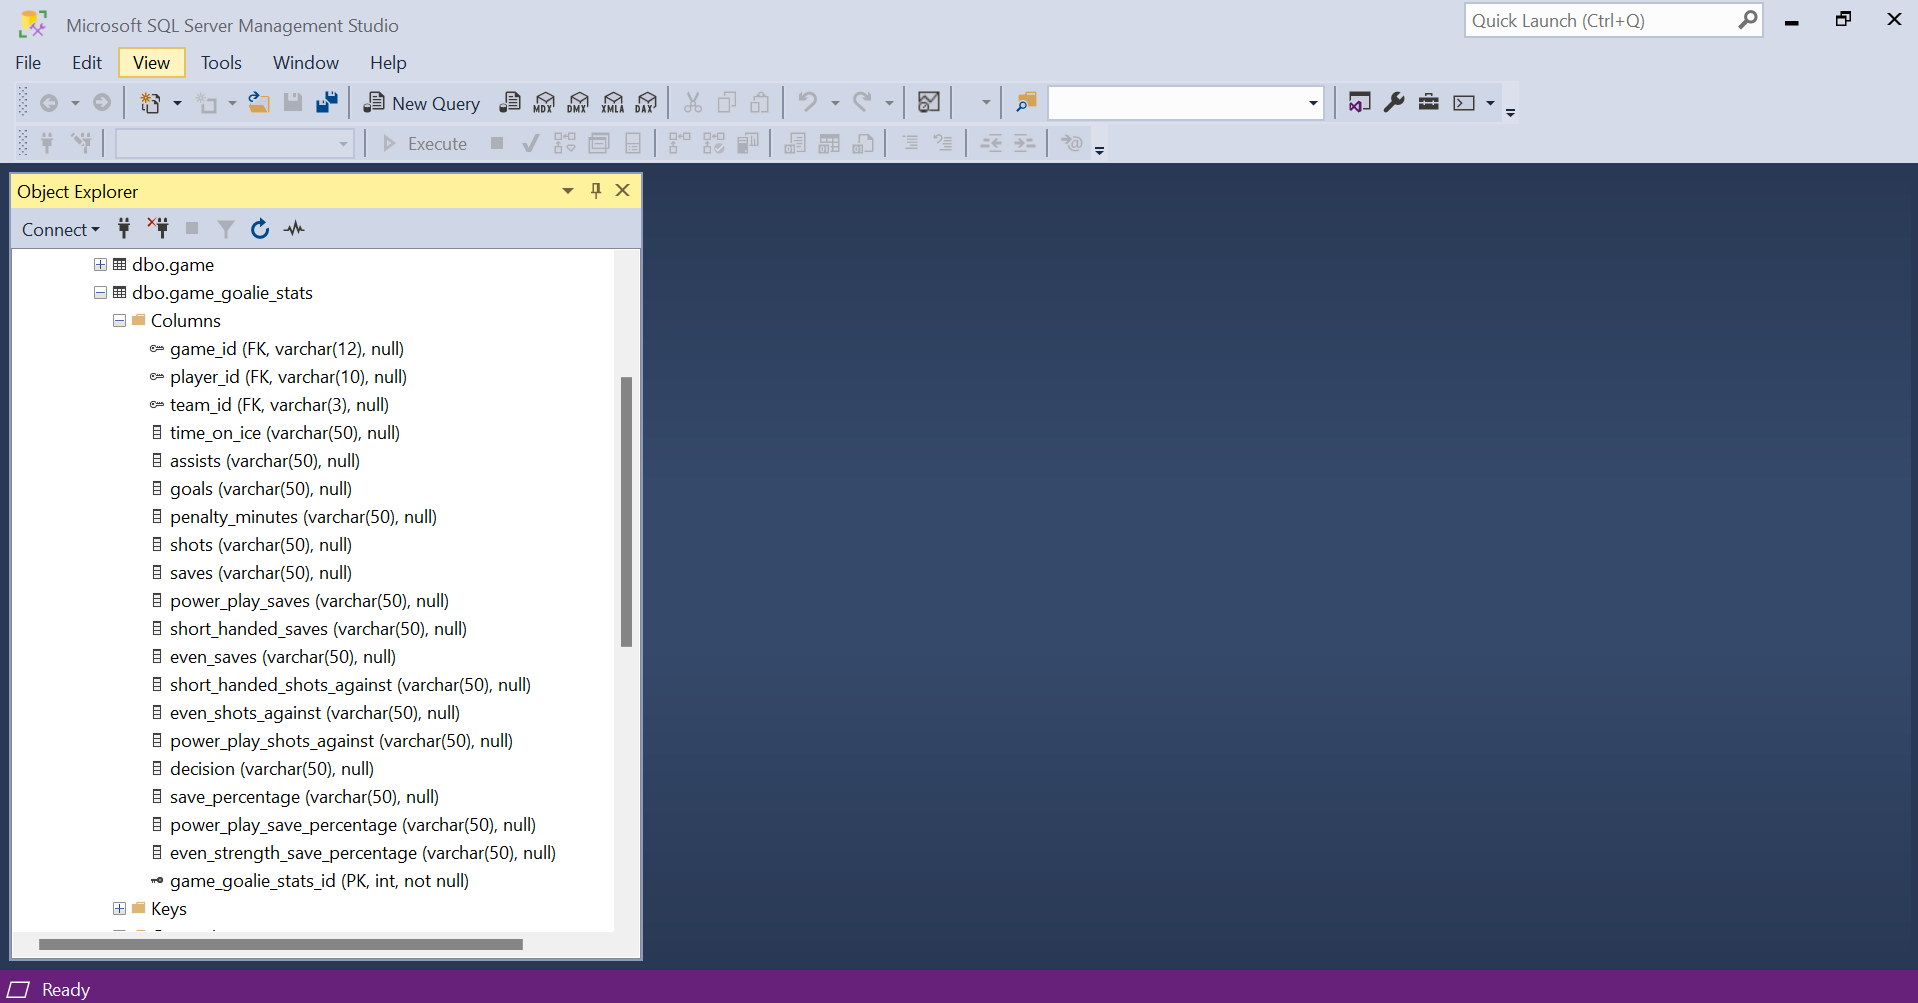 Microsoft SQL Server Management Studio
Quick Launch (Ctrl+Q)
File Edit View Tools Window Help
New Query MDX DMX XMLA DAX
Execute
Object Explorer
Connect
dbo.game
dbo.game_goalie_stats
Columns
game_id (FK, varchar(12), null)
player_id (FK, varchar(10), null)
team_id (FK, varchar(3), null)
time_on_ice (varchar(50), null)
assists (varchar(50), null)
goals (varchar(50), null)
penalty_minutes (varchar(50), null)
shots (varchar(50), null)
saves (varchar(50), null)
power_play_saves (varchar(50), null)
short_handed_saves (varchar(50), null)
even_saves (varchar(50), null)
short_handed_shots_against (varchar(50), null)
even_shots_against (varchar(50), null)
power_play_shots_against (varchar(50), null)
decision (varchar(50), null)
save_percentage (varchar(50), null)
power_play_save_percentage (varchar(50), null)
even_strength_save_percentage (varchar(50), null)
game_goalie_stats_id (PK, int, not null)
Keys
Ready